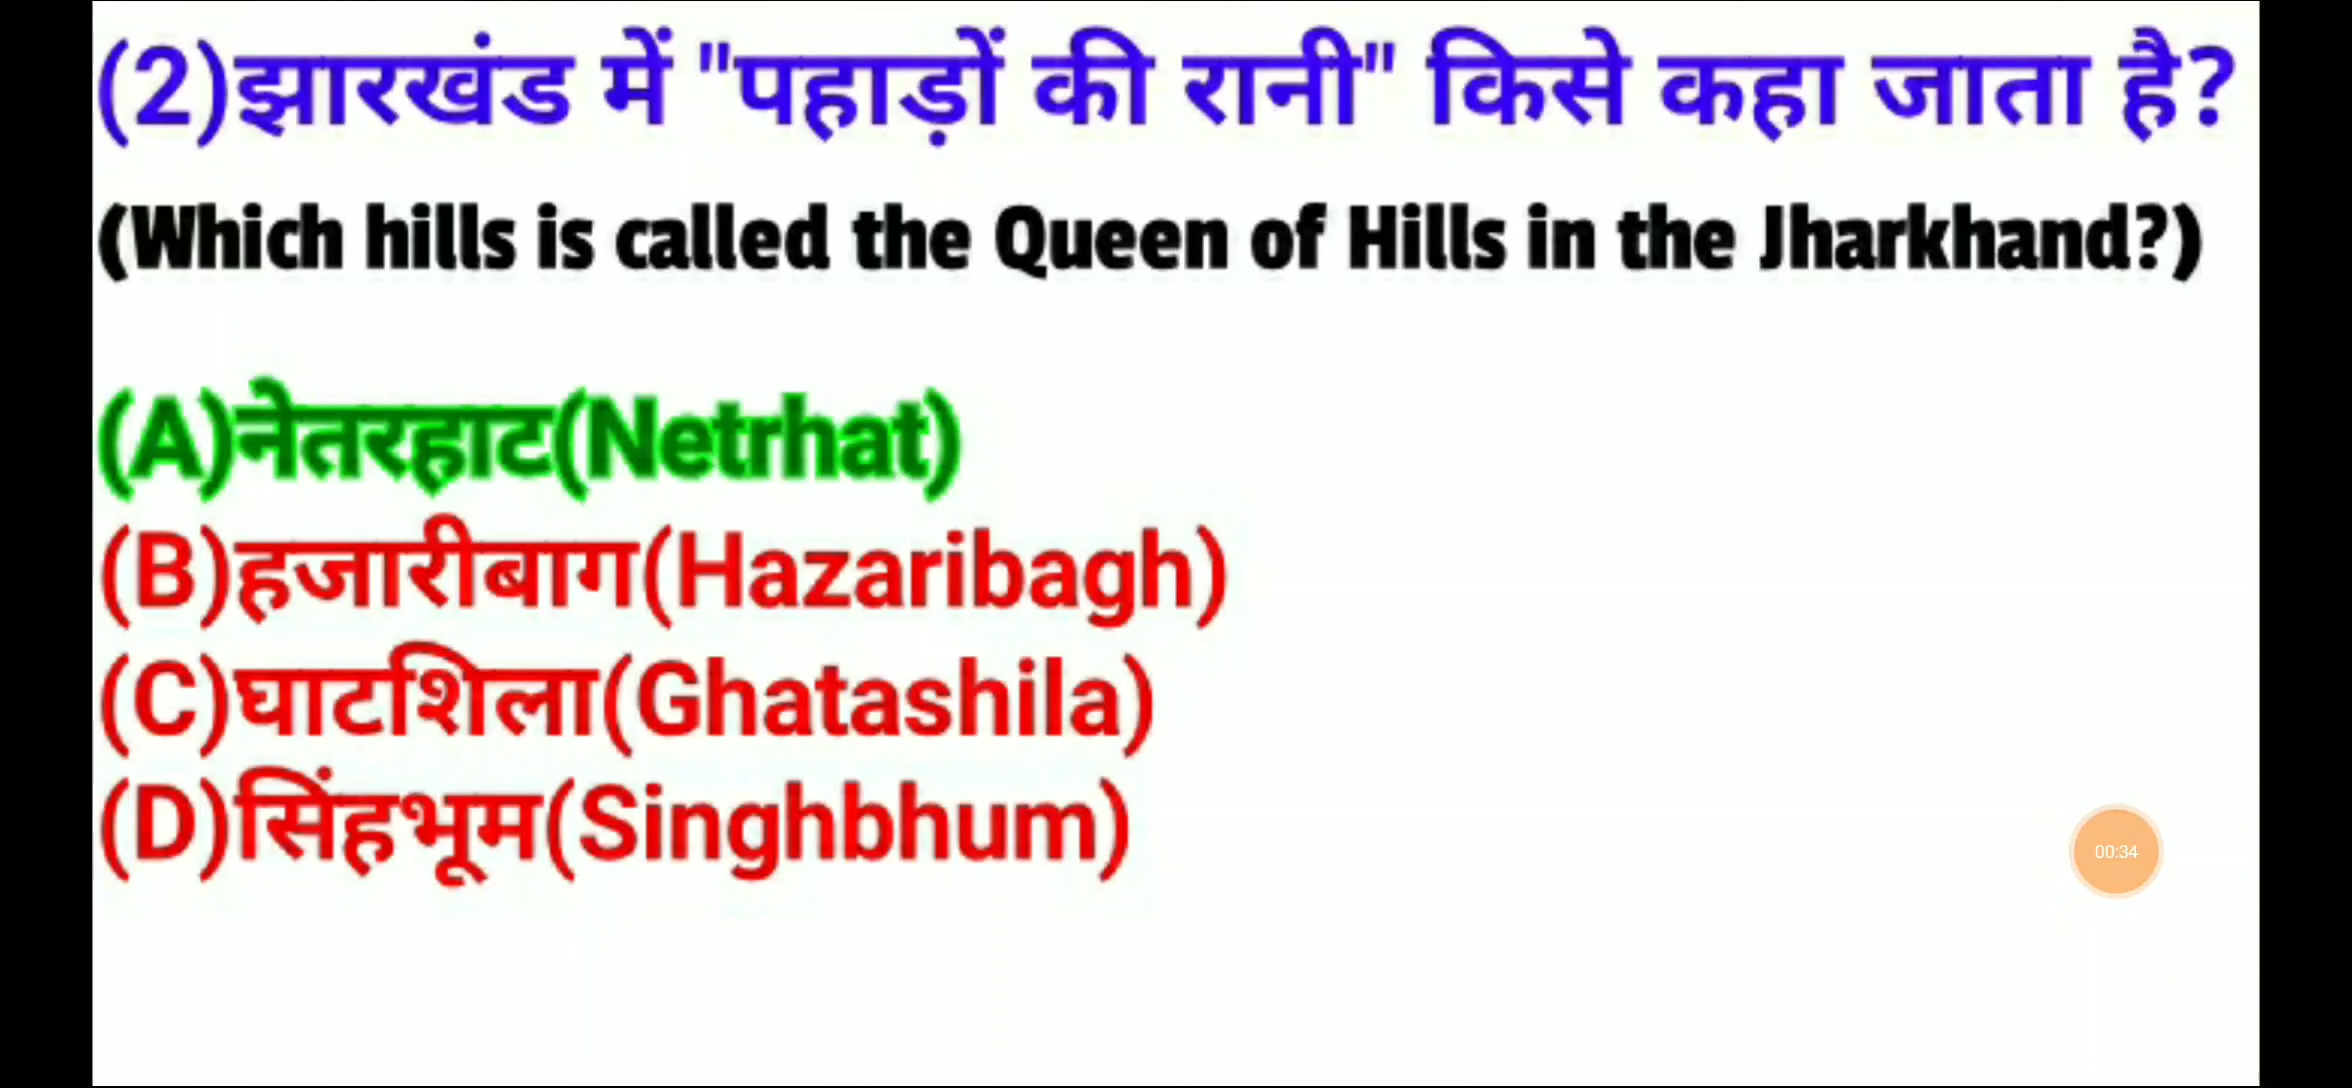 (2)झारखंड में "पहाड़ों की रानी" किसे कहा जाता है?
(Which hills is called the Queen of Hills in the Jharkhand?)
(A)नेतरहाट(Netrhat)
(B)हजारीबाग(Hazaribagh)
(C)घाटशिला(Ghatashila)
(D)सिंहभूम(Singhbhum)
00:34